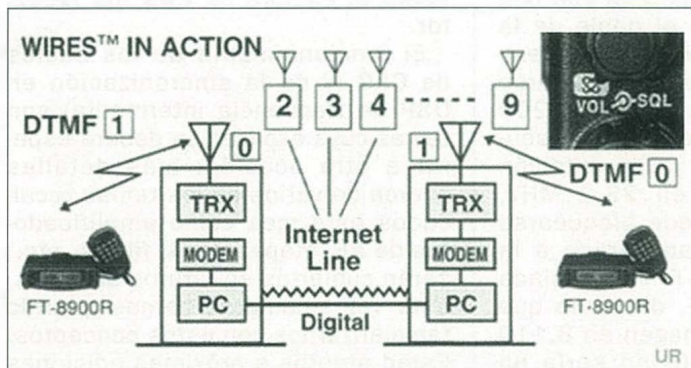 WIRES™ IN ACTION
2 3 4 ------ 9
VOL SQL
DTMF 1
0
1
DTMF 0
TRX
TRX
Internet
Line
MODEM
MODEM
FT-8900R
PC
Digital
PC
FT-8900R
UR